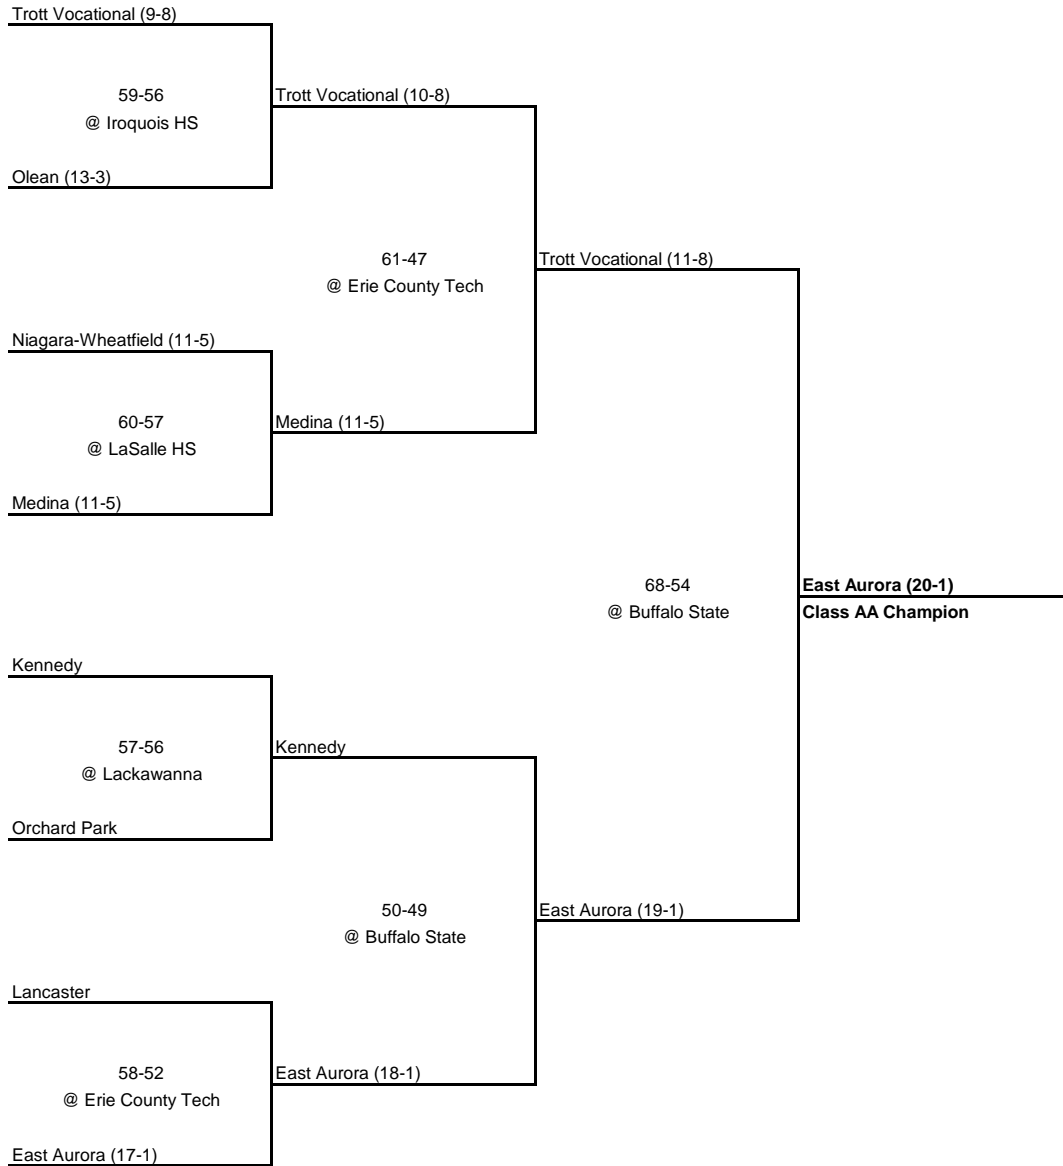 Trott Vocational (9-8)
59-56
@ Iroquois HS
Trott Vocational (10-8)
Olean (13-3)
61-47
@ Erie County Tech
Trott Vocational (11-8)
Niagara-Wheatfield (11-5)
60-57
@ LaSalle HS
Medina (11-5)
Medina (11-5)
68-54
@ Buffalo State
East Aurora (20-1)
Class AA Champion
Kennedy
57-56
@ Lackawanna
Kennedy
Orchard Park
50-49
@ Buffalo State
East Aurora (19-1)
Lancaster
58-52
@ Erie County Tech
East Aurora (18-1)
East Aurora (17-1)